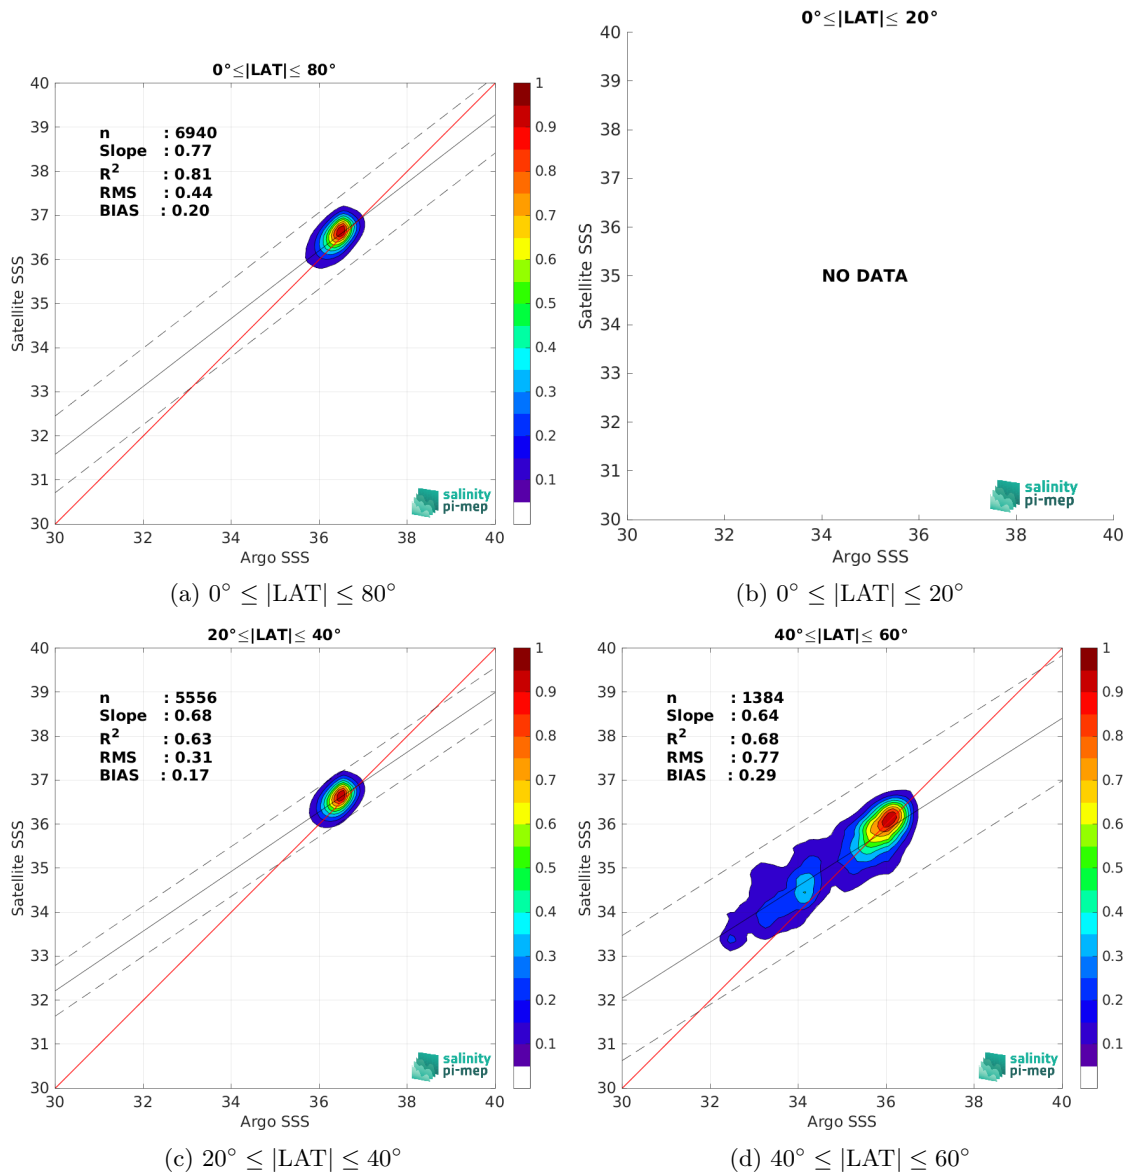 0°≤|LAT|≤ 80°
40
39
38
37
36
35
34
33
32
31
30
Satellite SSS
n : 6940
Slope : 0.77
R² : 0.81
RMS : 0.44
BIAS : 0.20
salinity
pi-mep
30 32 34 36 38 40
Argo SSS
1
0.9
0.8
0.7
0.6
0.5
0.4
0.3
0.2
0.1
(a) 0° ≤ |LAT| ≤ 80°
0°≤|LAT|≤ 20°
40
39
38
37
36
35
34
33
32
31
30
Satellite SSS
NO DATA
salinity
pi-mep
30 32 34 36 38 40
Argo SSS
(b) 0° ≤ |LAT| ≤ 20°
20°≤|LAT|≤ 40°
40
39
38
37
36
35
34
33
32
31
30
Satellite SSS
n : 5556
Slope : 0.68
R² : 0.63
RMS : 0.31
BIAS : 0.17
salinity
pi-mep
30 32 34 36 38 40
Argo SSS
1
0.9
0.8
0.7
0.6
0.5
0.4
0.3
0.2
0.1
(c) 20° ≤ |LAT| ≤ 40°
40°≤|LAT|≤ 60°
40
39
38
37
36
35
34
33
32
31
30
Satellite SSS
n : 1384
Slope : 0.64
R² : 0.68
RMS : 0.77
BIAS : 0.29
salinity
pi-mep
30 32 34 36 38 40
Argo SSS
1
0.9
0.8
0.7
0.6
0.5
0.4
0.3
0.2
0.1
(d) 40° ≤ |LAT| ≤ 60°